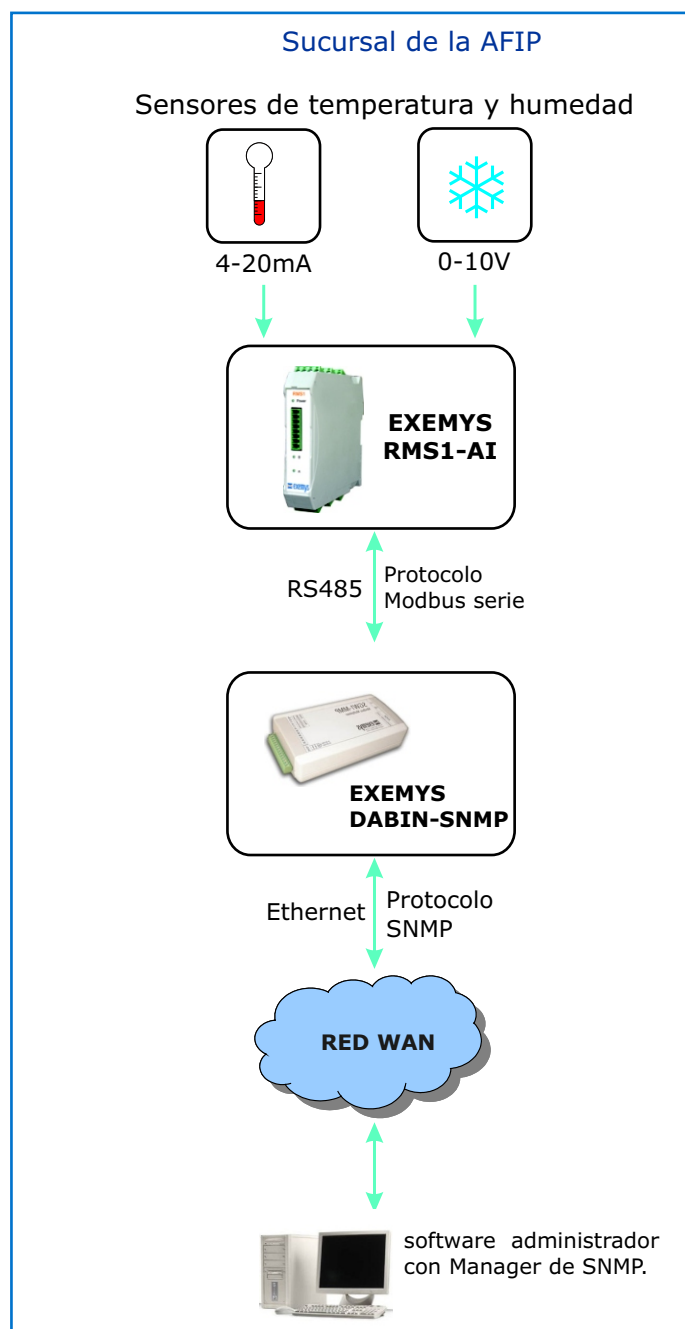 Sucursal de la AFIP
Sensores de temperatura y humedad
4-20mA
0-10V
EXEMYS
RMS1-AI
exemys
RS485
Protocolo
Modbus serie
EXEMYS
DABIN-SNMP
Ethernet
Protocolo
SNMP
RED WAN
software administrador
con Manager de SNMP.